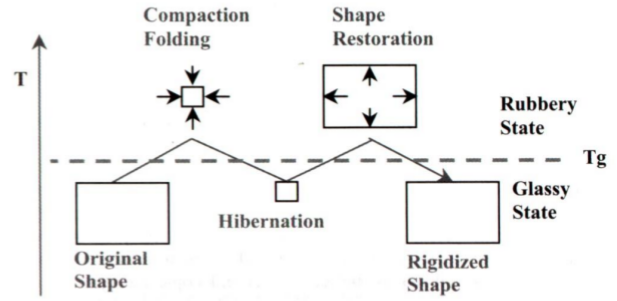 Compaction
Folding
Shape
Restoration
T
Rubbery
State
Tg
Glassy
State
Hibernation
Original
Shape
Rigidized
Shape